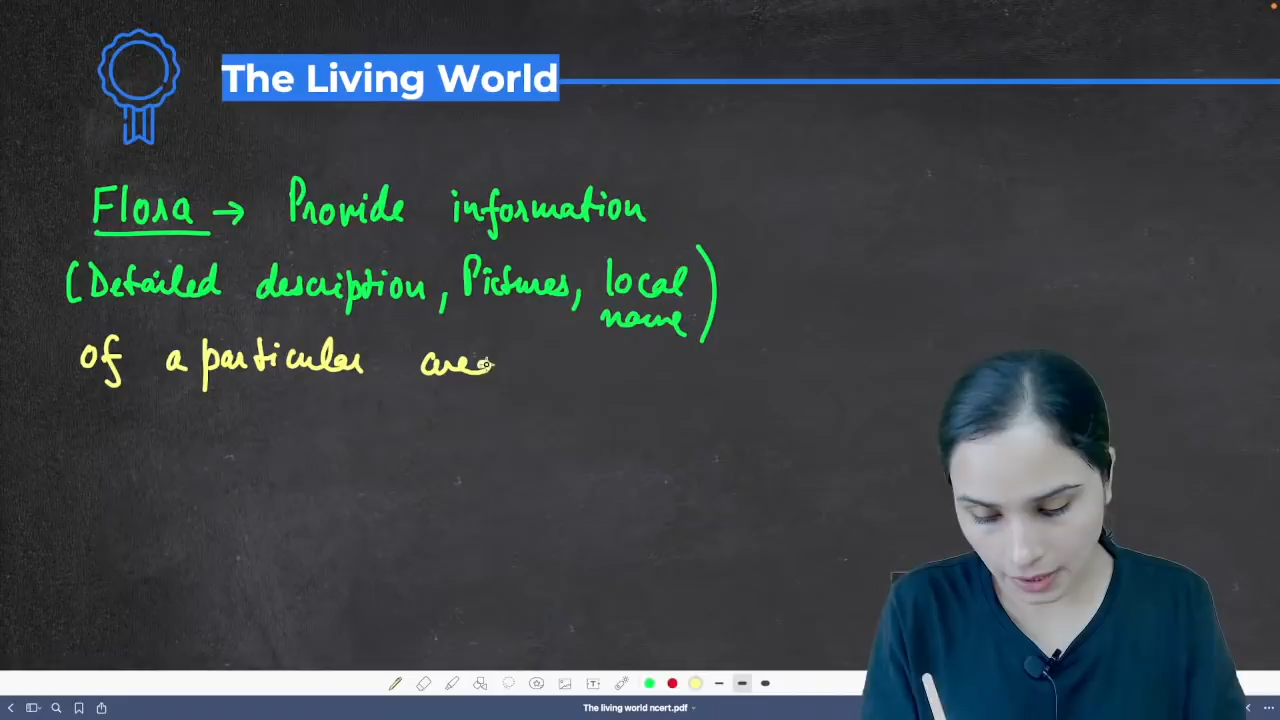 The Living World
Flora → Provide information
(Detailed description, Pictures, local name)
of a particular area
The living world ncert.pdf